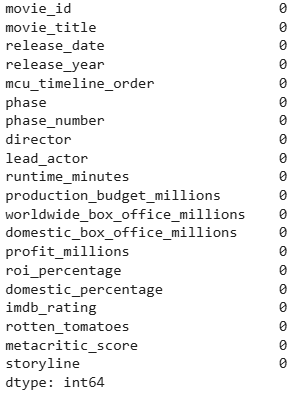 movie_id 0
movie_title 0
release_date 0
release_year 0
mcu_timeline_order 0
phase 0
phase_number 0
director 0
lead_actor 0
runtime_minutes 0
production_budget_millions 0
worldwide_box_office_millions 0
domestic_box_office_millions 0
profit_millions 0
roi_percentage 0
domestic_percentage 0
imdb_rating 0
rotten_tomatoes 0
metacritic_score 0
storyline 0
dtype: int64